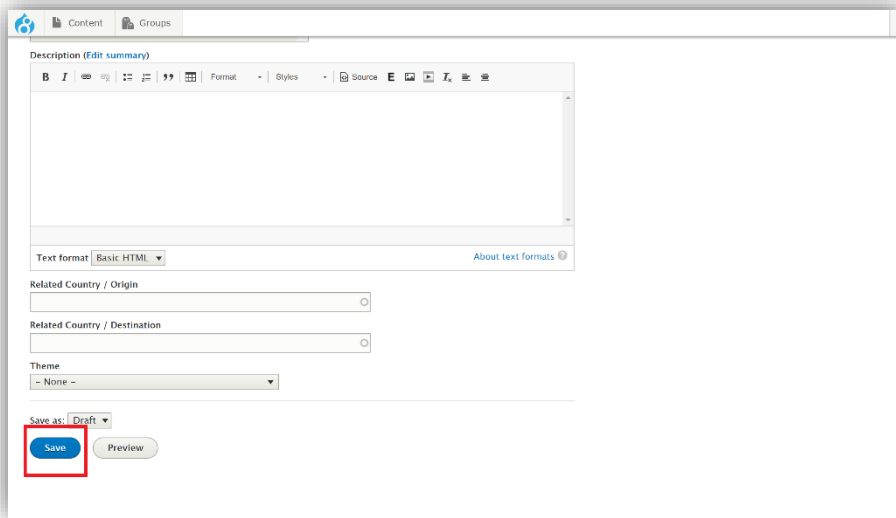 Content Groups
Description (Edit summary)
B I Format Styles Source E Tx
Text format Basic HTML About text formats ?
Related Country / Origin
Related Country / Destination
Theme
- None -
Save as: Draft
Save Preview